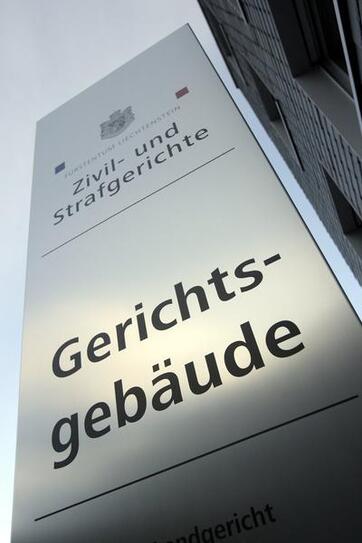 FÜRSTENTUM LIECHTENSTEIN
Zivil- und
Strafgerichte
Gerichts-
gebäude